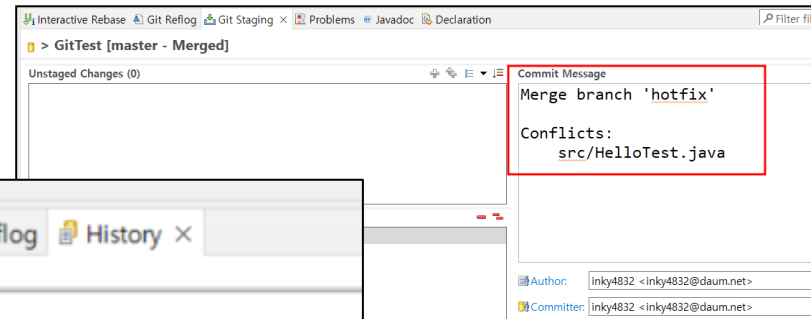 Interactive Rebase Git Reflog Git Staging Problems @ Javadoc Declaration
Filter fil
> GitTest [master - Merged]
Unstaged Changes (0)
Commit Message
Merge branch 'hotfix'
Conflicts:
src/HelloTest.java
flog History
Author: inky4832 <inky4832@daum.net>
Committer: inky4832 <inky4832@daum.net>